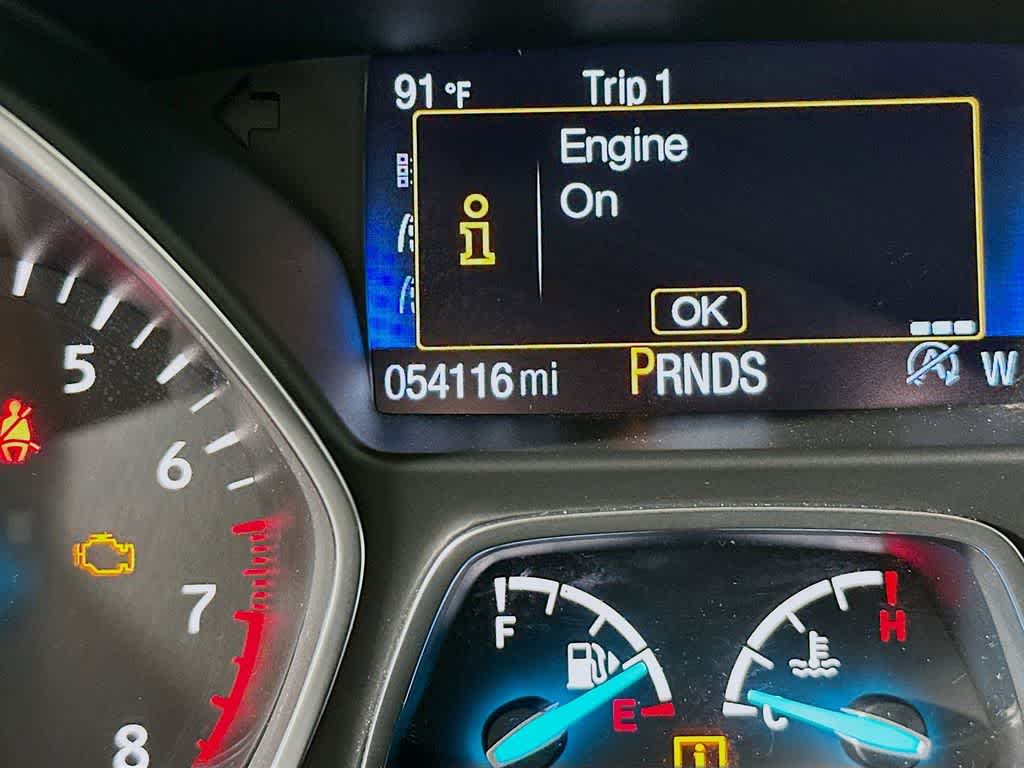 91 °F Trip 1
Engine
On
OK
054116 mi PRNDS A W
5
6
7
8
F
E
H
C